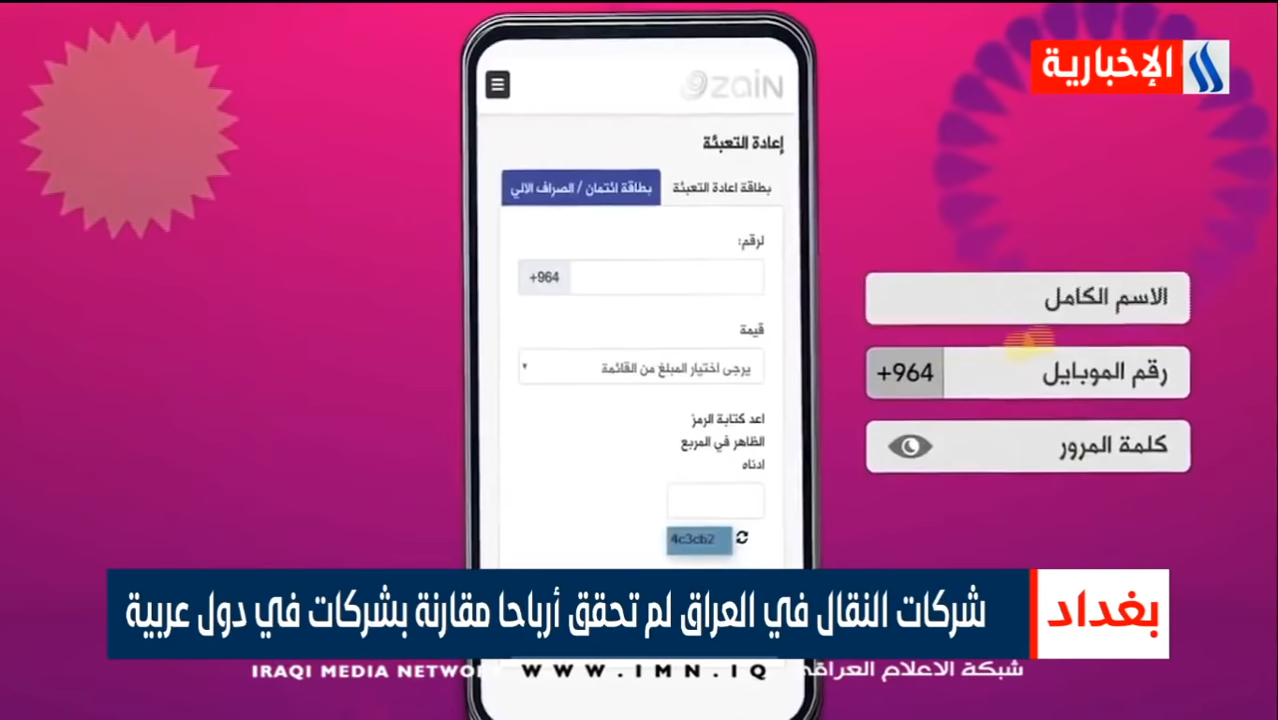 الإخبارية
zain
إعادة التعبئة
بطاقة اعادة التعبئة
بطاقة ائتمان / الصراف الالي
لرقم:
+964
قيمة
يرجى اختيار المبلغ من القائمة
اعد كتابة الرمز
الظاهر في المربع
ادناه
4c3cb2
الاسم الكامل
رقم الموبايل
+964
كلمة المرور
بغداد
شركات النقال في العراق لم تحقق أرباحا مقارنة بشركات في دول عربية
شبكة الاعلام العراقي
WWW.IMN.IQ
IRAQI MEDIA NETWORK